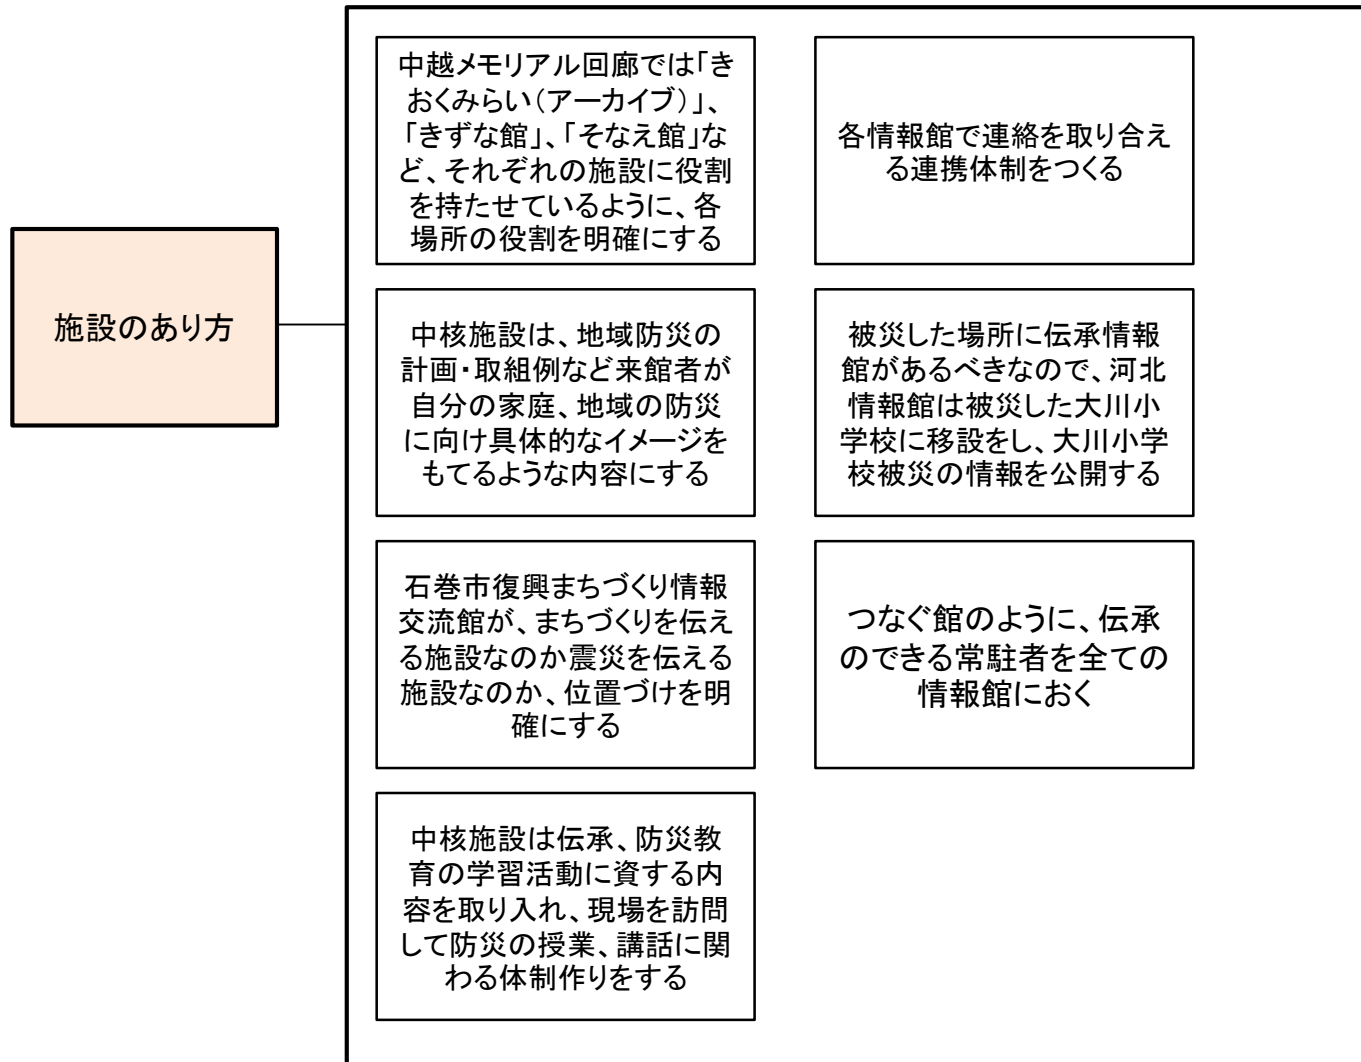 施設のあり方
中越メモリアル回廊では「き
おくみらい（アーカイブ）」、
「きずな館」、「そなえ館」な
ど、それぞれの施設に役割
を持たせているように、各
場所の役割を明確にする
各情報館で連絡を取り合え
る連携体制をつくる
中核施設は、地域防災の
計画・取組例など来館者が
自分の家庭、地域の防災
に向け具体的なイメージを
もてるような内容にする
被災した場所に伝承情報
館があるべきなので、河北
情報館は被災した大川小
学校に移設をし、大川小学
校被災の情報を公開する
石巻市復興まちづくり情報
交流館が、まちづくりを伝え
る施設なのか震災を伝える
施設なのか、位置づけを明
確にする
つなぐ館のように、伝承
のできる常駐者を全ての
情報館におく
中核施設は伝承、防災教
育の学習活動に資する内
容を取り入れ、現場を訪問
して防災の授業、講話に関
わる体制作りをする